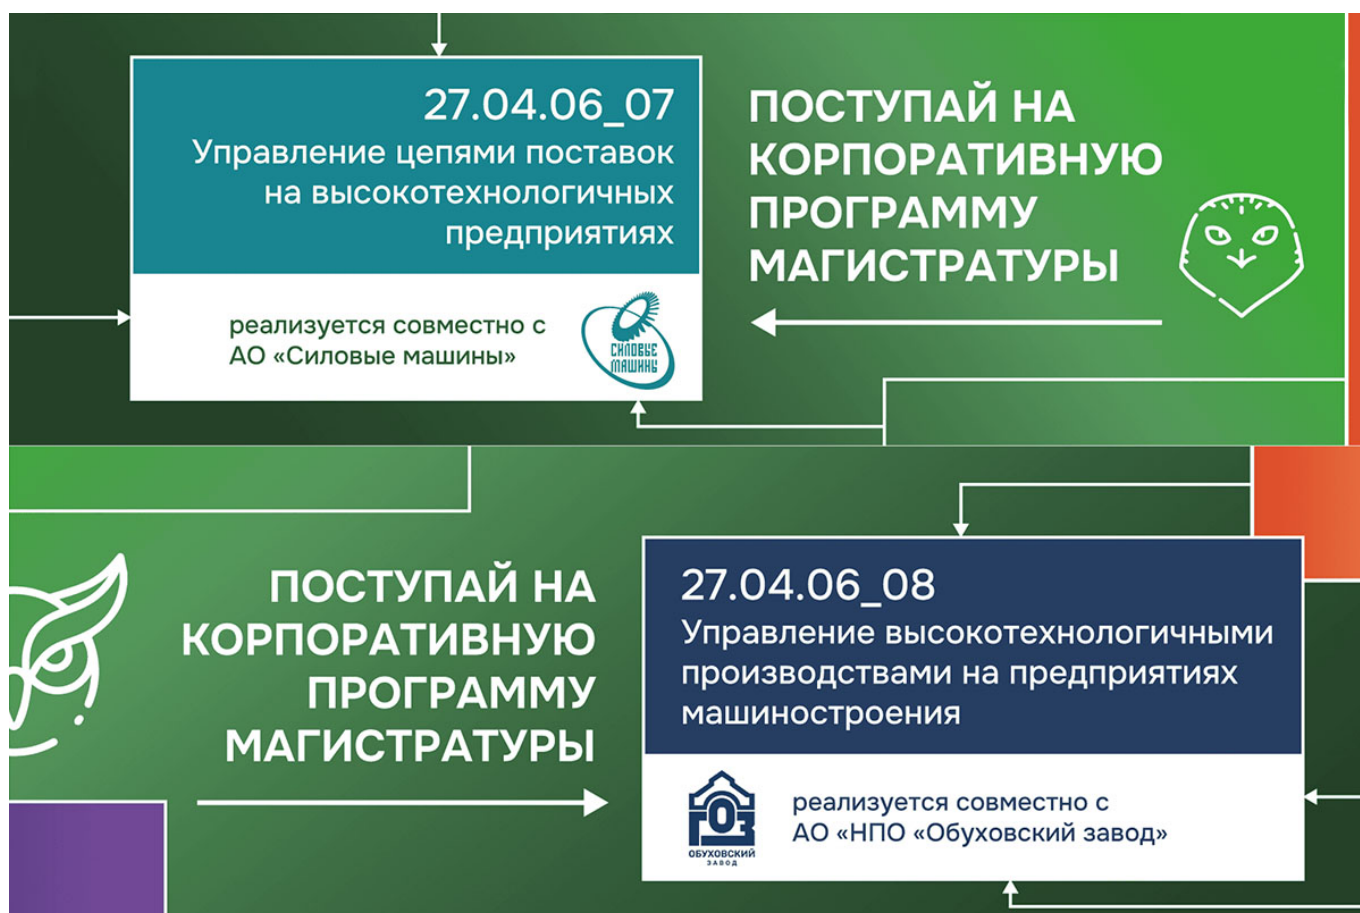 27.04.06_07
Управление цепями поставок
на высокотехнологичных
предприятиях
реализуется совместно с
АО «Силовые машины»
СИЛОВЫЕ
МАШИНЫ
ПОСТУПАЙ НА
КОРПОРАТИВНУЮ
ПРОГРАММУ
МАГИСТРАТУРЫ
ПОСТУПАЙ НА
КОРПОРАТИВНУЮ
ПРОГРАММУ
МАГИСТРАТУРЫ
27.04.06_08
Управление высокотехнологичными
производствами на предприятиях
машиностроения
ГОЗ
ОБУХОВСКИЙ
ЗАВОД
реализуется совместно с
АО «НПО «Обуховский завод»